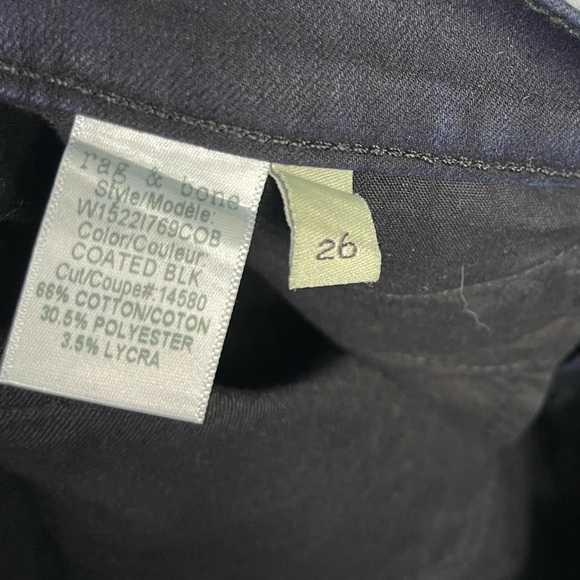 rag & bone
Style/Modèle:
W1522I769COB
Color/Couleur:
COATED BLK
Cut/Coupe#:14580
66% COTTON/COTON
30.5% POLYESTER
3.5% LYCRA
26